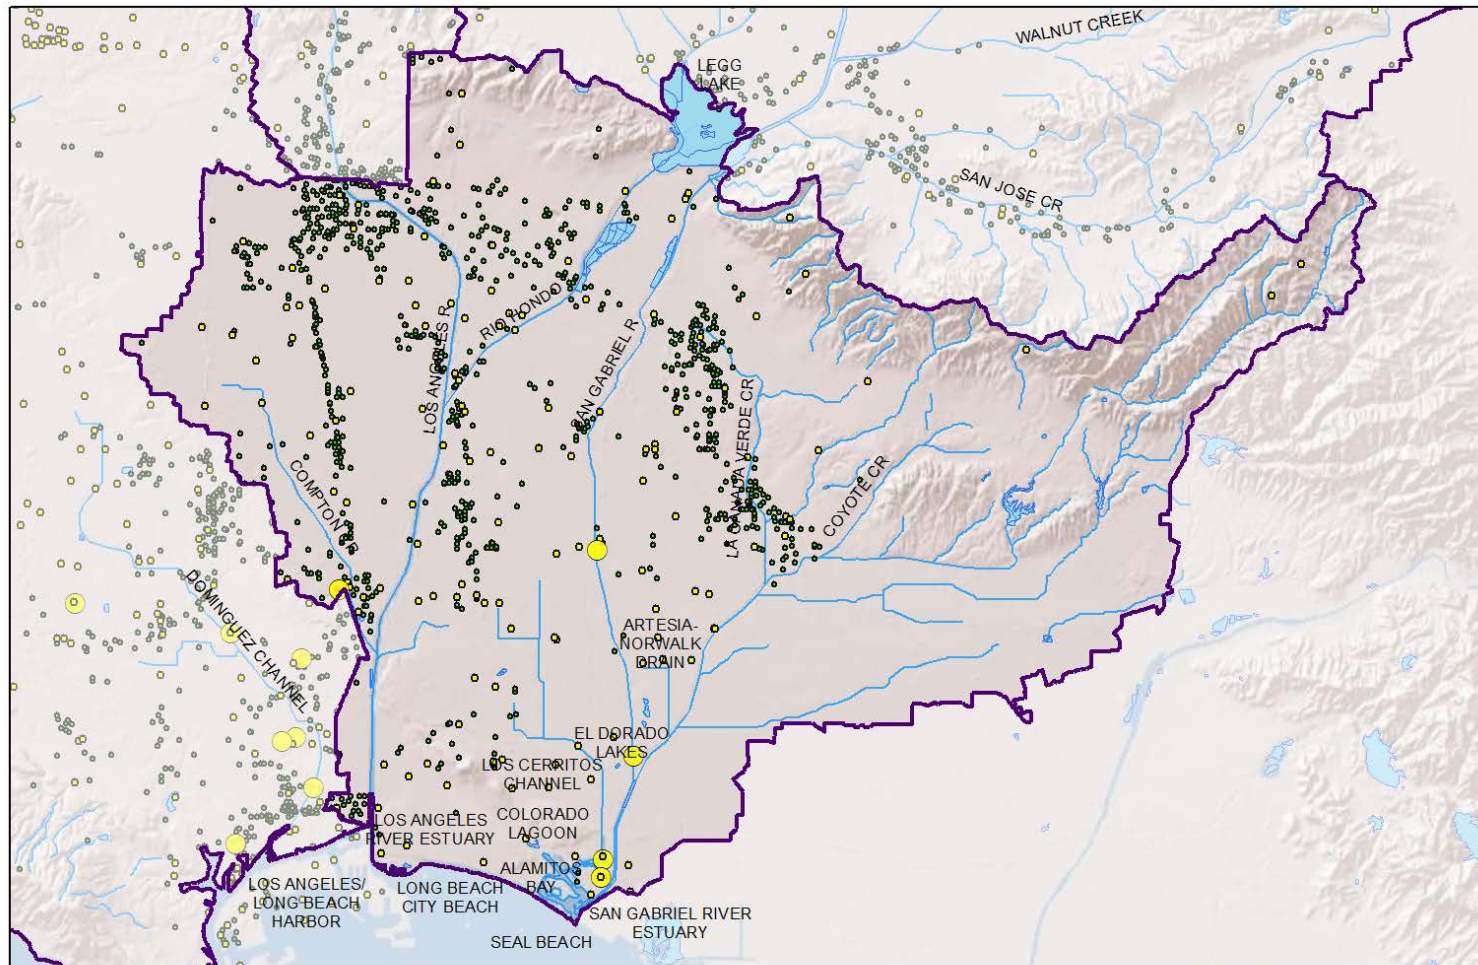 WALNUT CREEK
LEGG
LAKE
SAN JOSE CR
RIO HONDO
LOS ANGELES R
SAN GABRIEL R
LA CANADA VERDE CR
COYOTE CR
COMPTON
DOMINGUEZ CHANNEL
ARTESIA-
NORWALK
DRAIN
EL DORADO
LAKES
LOS CERRITOS
CHANNEL
COLORADO
LAGOON
LOS ANGELES
RIVER ESTUARY
ALAMITOS
BAY
LOS ANGELES/
LONG BEACH
HARBOR
LONG BEACH
CITY BEACH
SAN GABRIEL RIVER
ESTUARY
SEAL BEACH